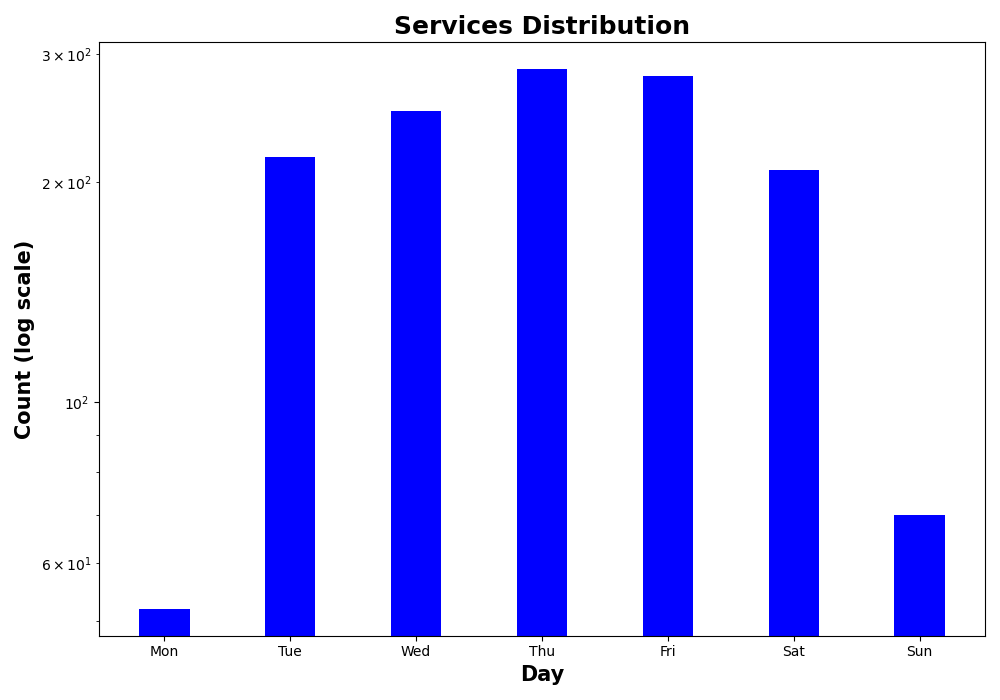 Services Distribution
3 × 10²
2 × 10²
10²
6 × 10¹
Count (log scale)
Mon Tue Wed Thu Fri Sat Sun
Day